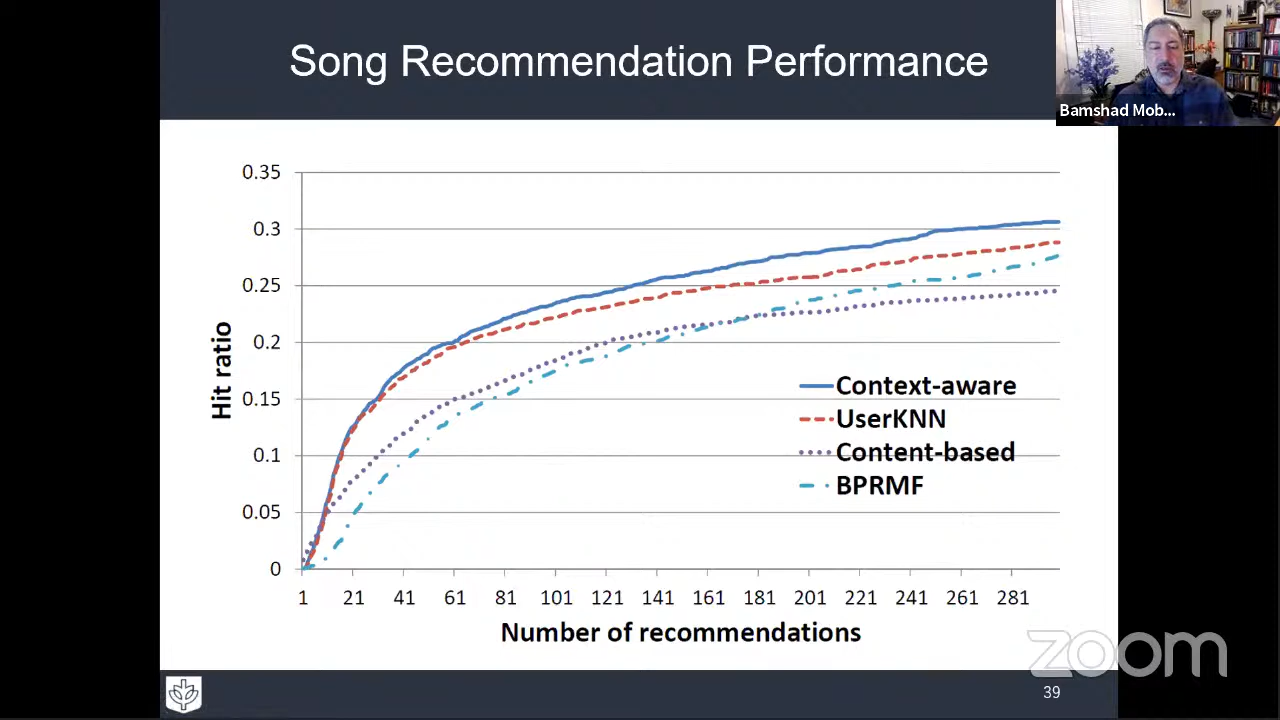 Song Recommendation Performance
Bamshad Mob...
0.35
0.3
0.25
0.2
0.15
0.1
0.05
0
Hit ratio
Context-aware
UserKNN
Content-based
BPRMF
1 21 41 61 81 101 121 141 161 181 201 221 241 261 281
Number of recommendations
zoom
39